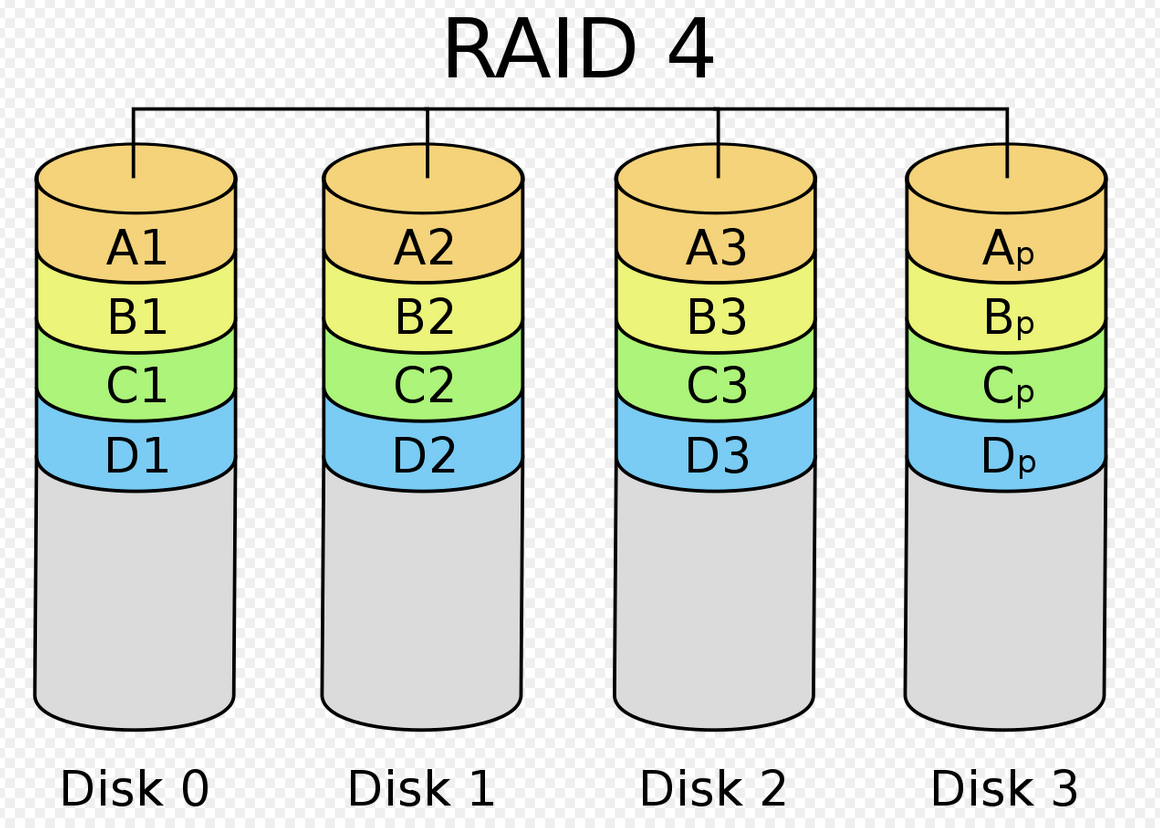 RAID 4
A1 A2 A3 Ap
B1 B2 B3 Bp
C1 C2 C3 Cp
D1 D2 D3 Dp
Disk 0 Disk 1 Disk 2 Disk 3